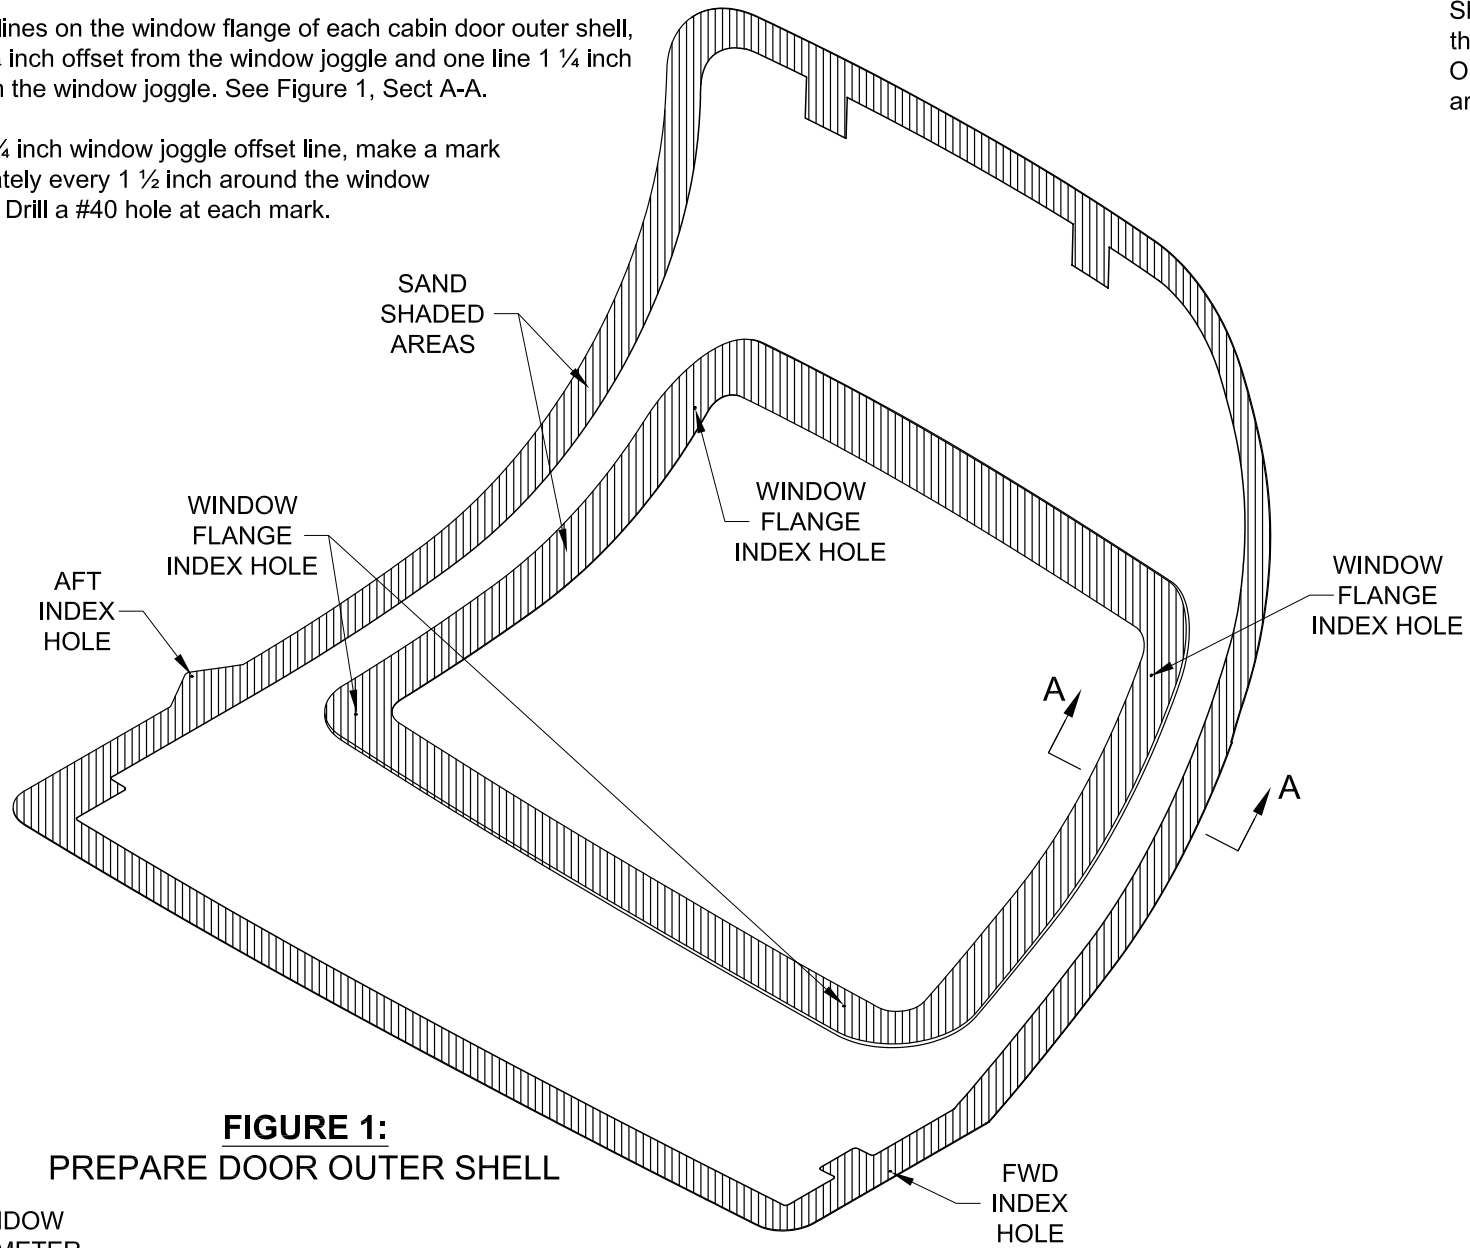 lines on the window flange of each cabin door outer shell,
inch offset from the window joggle and one line 1 ¼ inch
the window joggle. See Figure 1, Sect A-A.
inch window joggle offset line, make a mark
every 1 ½ inch around the window
Drill a #40 hole at each mark.
SAND
SHADED
AREAS
WINDOW
FLANGE
INDEX HOLE
WINDOW
FLANGE
INDEX HOLE
AFT
INDEX
HOLE
WINDOW
FLANGE
INDEX HOLE
A
A
FIGURE 1:
PREPARE DOOR OUTER SHELL
FWD
INDEX
HOLE